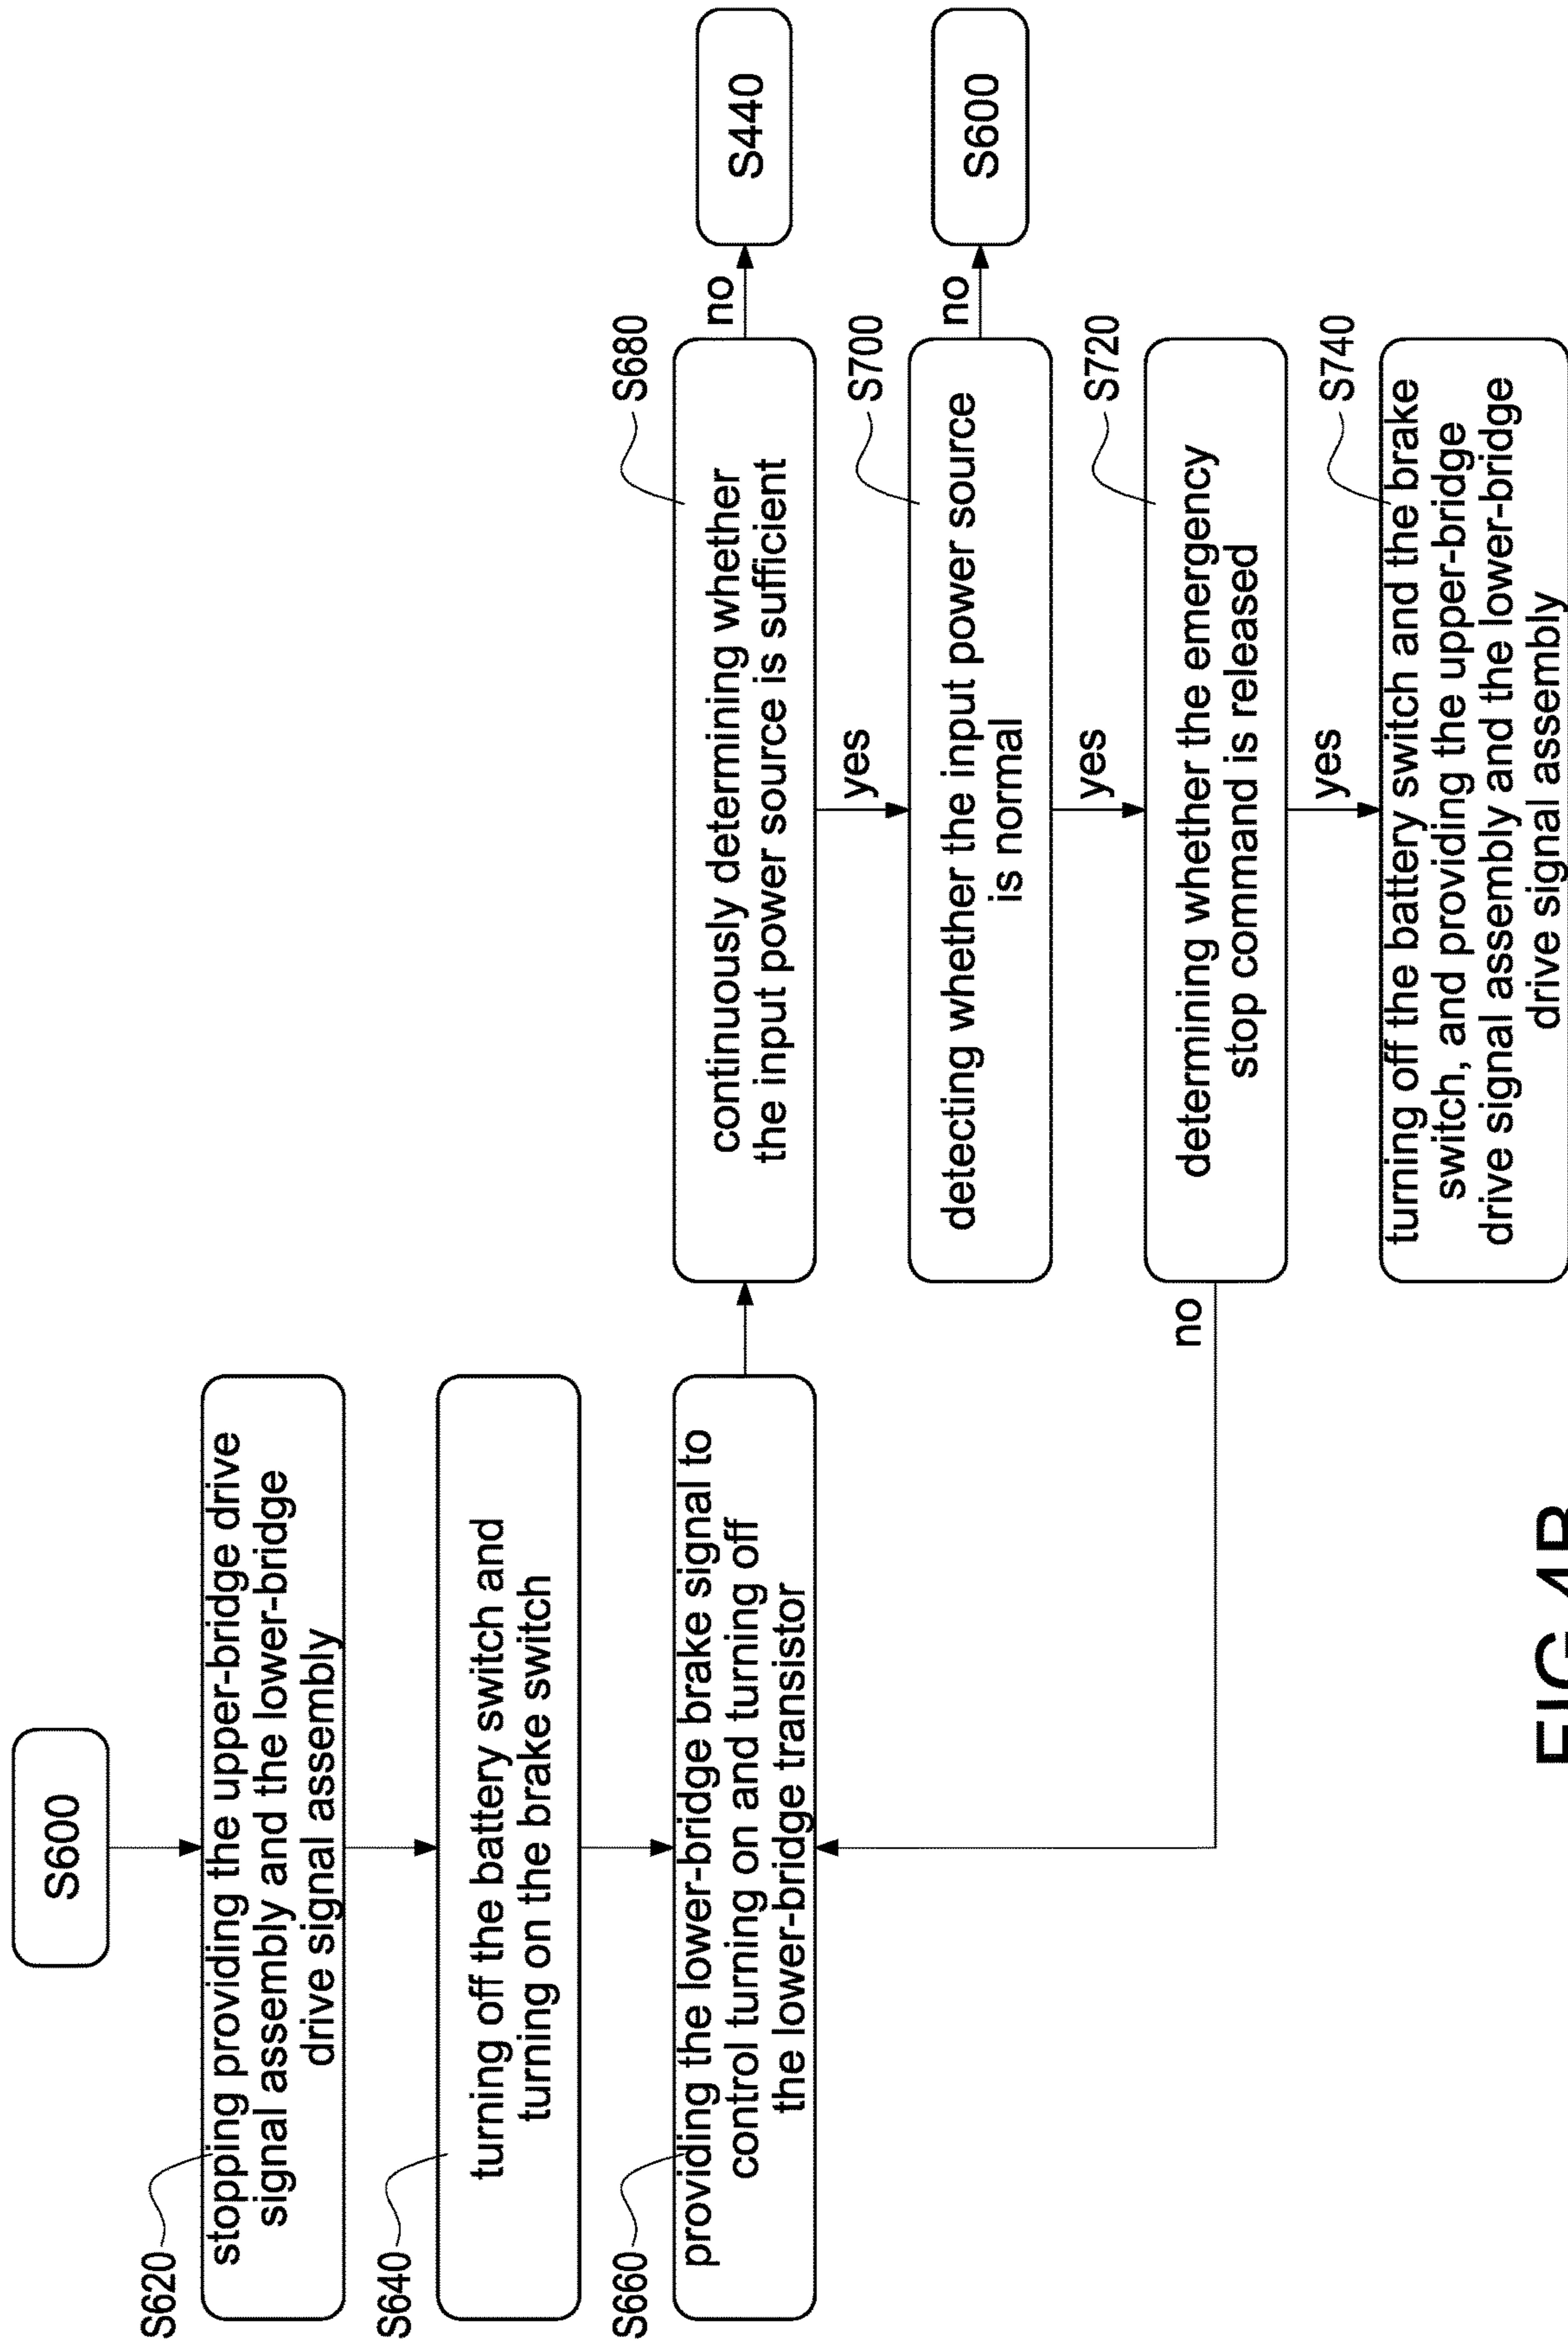 S600
S620
stopping providing the upper-bridge drive
signal assembly and the lower-bridge
drive signal assembly
S640
turning off the battery switch and
turning on the brake switch
S660
providing the lower-bridge brake signal to
control turning on and turning off
the lower-bridge transistor
S680
continuously determining whether
the input power source is sufficient
no
S440
yes
S700
detecting whether the input power source
is normal
no
S600
yes
S720
determining whether the emergency
stop command is released
no
yes
S740
turning off the battery switch and the brake
switch, and providing the upper-bridge
drive signal assembly and the lower-bridge
drive signal assembly
FIG.4B